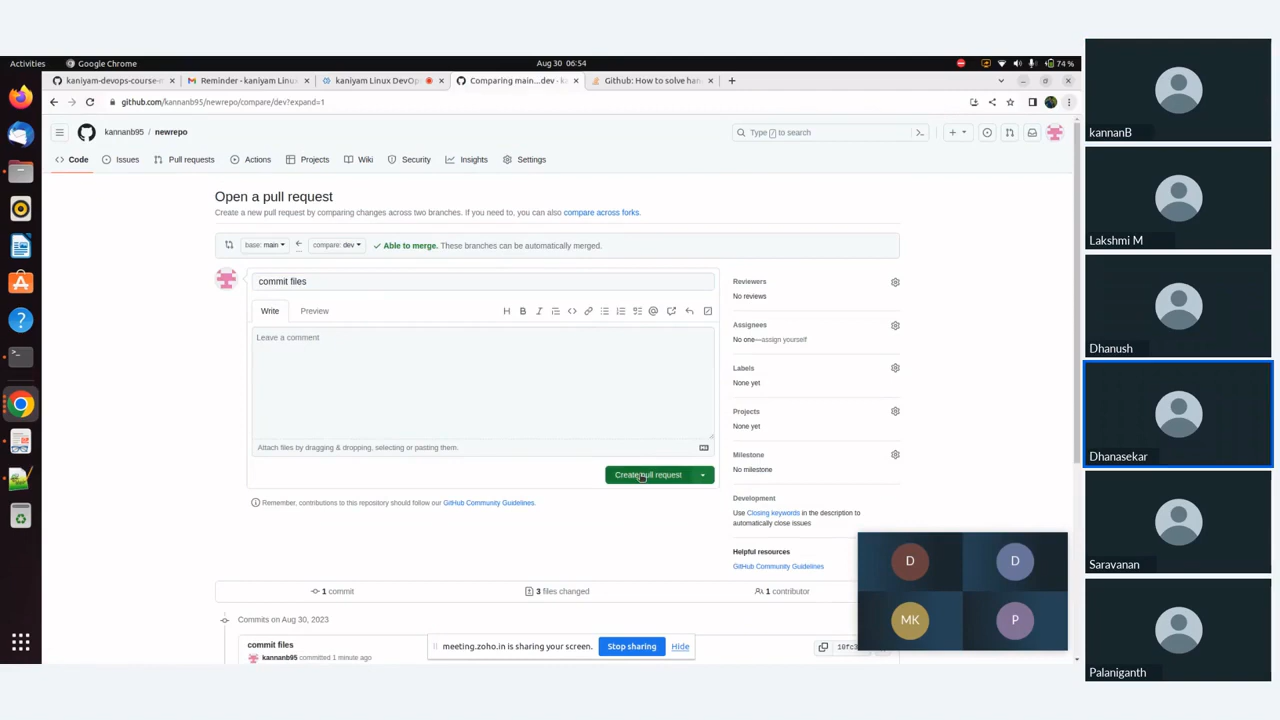 Activities
Google Chrome
Aug 30 06:54
74 %
kaniyam-devops-course-m
Reminder - kaniyam Linux
kaniyam Linux DevOp
Comparing main...dev · ka
Github: How to solve han
github.com/kannanb95/newrepo/compare/dev?expand=1
kannanb95 / newrepo
Type / to search
Code
Issues
Pull requests
Actions
Projects
Wiki
Security
Insights
Settings
Open a pull request
Create a new pull request by comparing changes across two branches. If you need to, you can also compare across forks.
base: main
compare: dev
Able to merge. These branches can be automatically merged.
commit files
Write
Preview
Leave a comment
Attach files by dragging & dropping, selecting or pasting them.
Create pull request
Remember, contributions to this repository should follow our GitHub Community Guidelines.
Reviewers
No reviews
Assignees
No one—assign yourself
Labels
None yet
Projects
None yet
Milestone
No milestone
Development
Use Closing keywords in the description to
automatically close issues
Helpful resources
GitHub Community Guidelines
1 commit
3 files changed
1 contributor
Commits on Aug 30, 2023
commit files
kannanb95 committed 1 minute ago
meeting.zoho.in is sharing your screen.
Stop sharing
Hide
D
D
MK
P
kannanB
Lakshmi M
Dhanush
Dhanasekar
Saravanan
Palaniganth